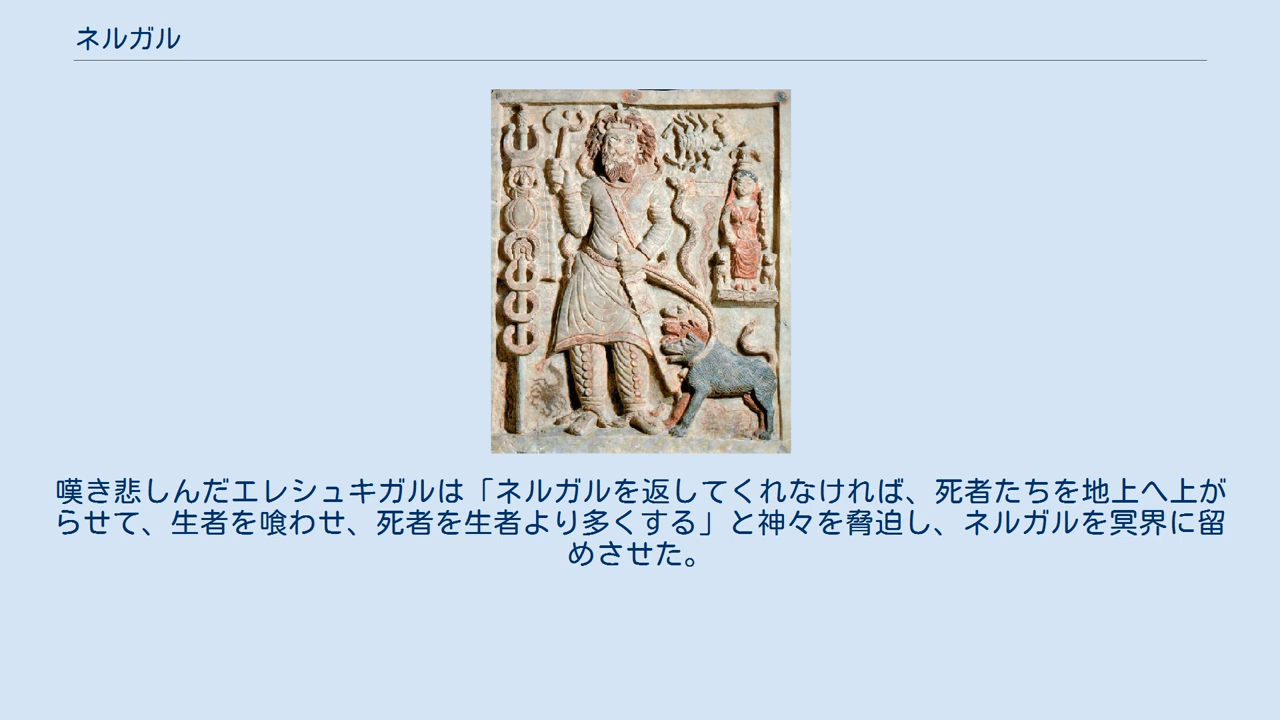 ネルガル
嘆き悲しんだエレシュキガルは「ネルガルを返してくれなければ、死者たちを地上へ上が
らせて、生者を喰わせ、死者を生者より多くする」と神々を脅迫し、ネルガルを冥界に留
めさせた。